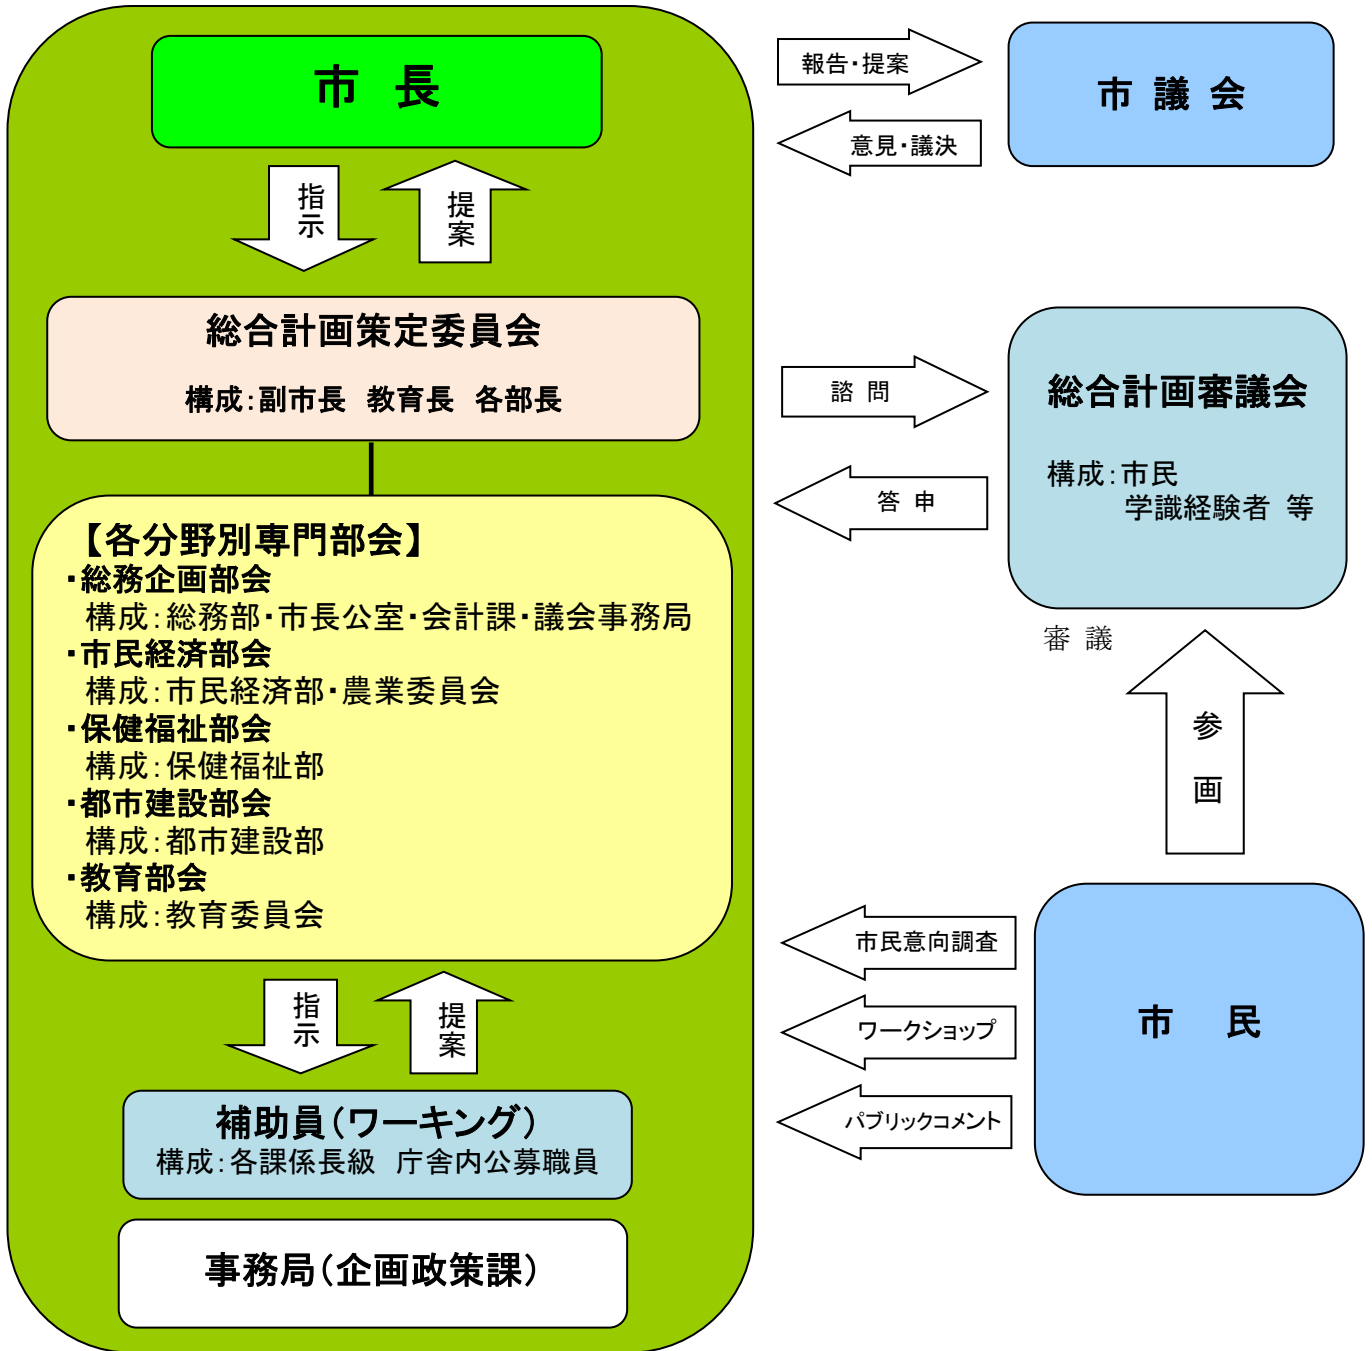 市 長
指示
提案
総合計画策定委員会
構成：副市長 教育長 各部長
【各分野別専門部会】
・総務企画部会
構成：総務部・市長公室・会計課・議会事務局
・市民経済部会
構成：市民経済部・農業委員会
・保健福祉部会
構成：保健福祉部
・都市建設部会
構成：都市建設部
・教育部会
構成：教育委員会
指示
提案
補助員（ワーキング）
構成：各課係長級 庁舎内公募職員
事務局（企画政策課）
報告・提案
意見・議決
市 議 会
諮 問
答 申
総合計画審議会
構成：市民
学識経験者 等
審 議
参画
市民意向調査
ワークショップ
パブリックコメント
市 民